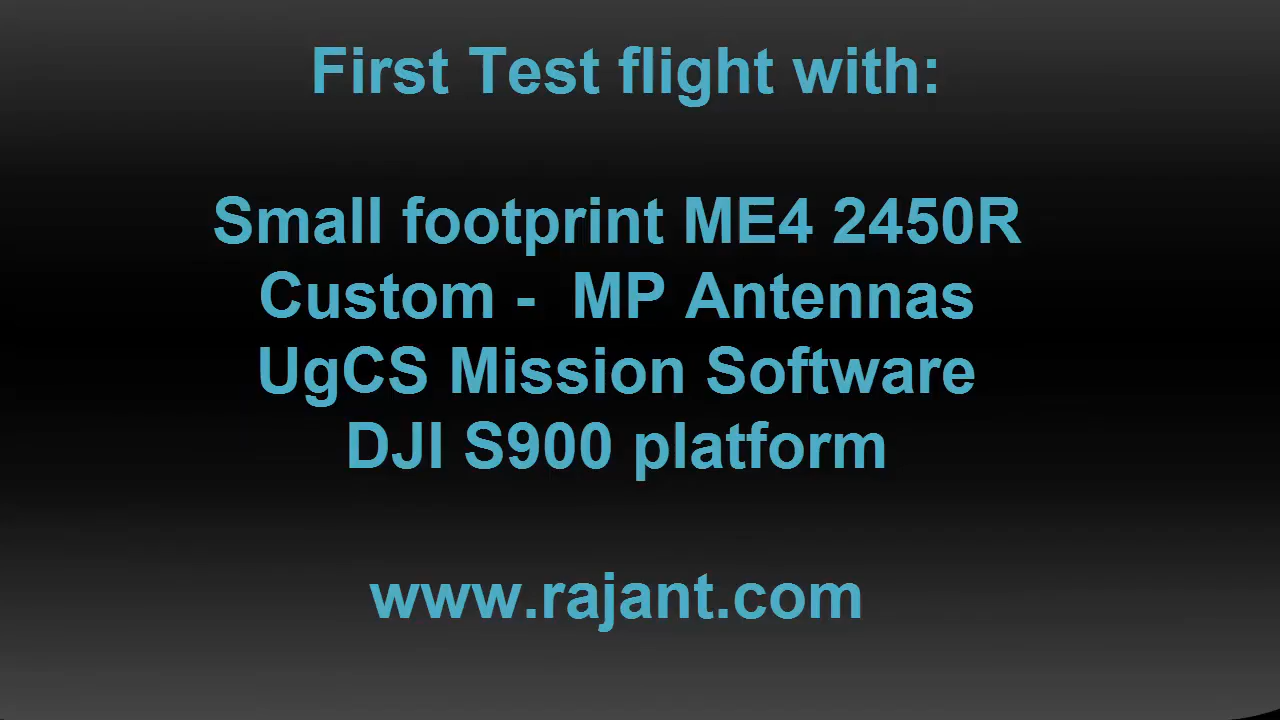 First Test flight with:
Small footprint ME4 2450R
Custom - MP Antennas
UgCS Mission Software
DJI S900 platform
www.rajant.com